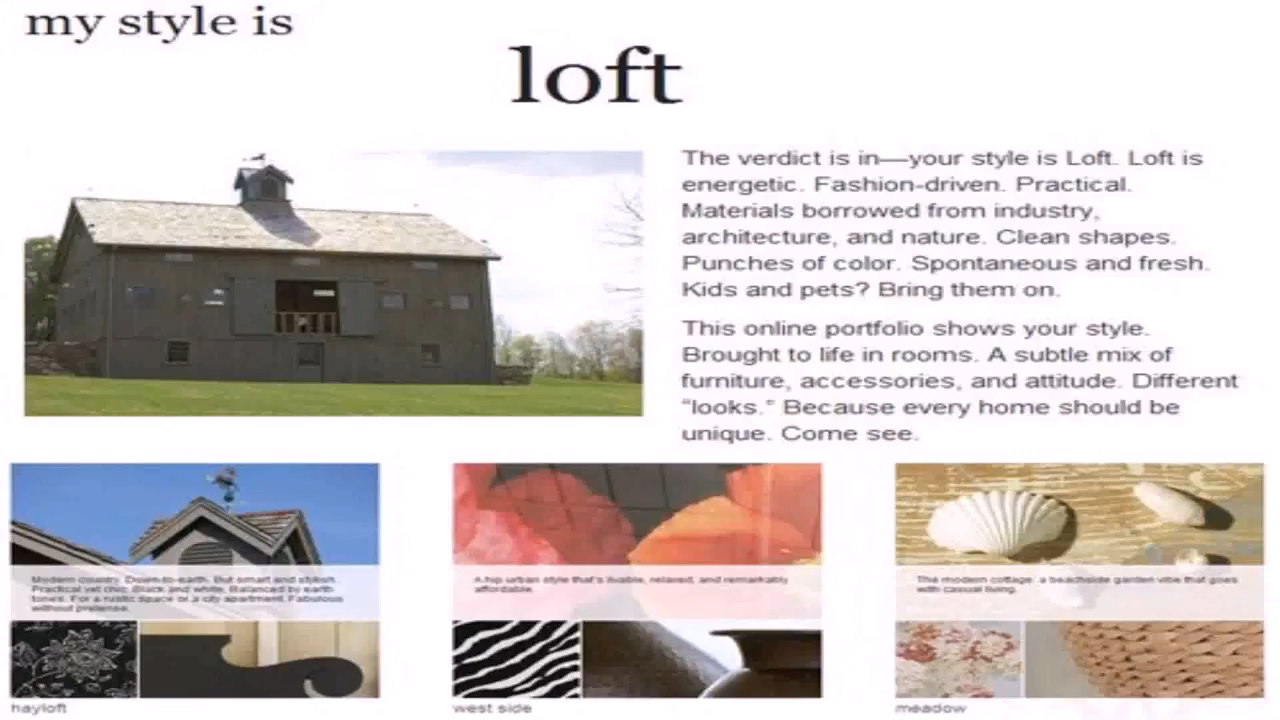 my style is
loft
The verdict is in—your style is Loft. Loft is
energetic. Fashion-driven. Practical.
Materials borrowed from industry,
architecture, and nature. Clean shapes.
Punches of color. Spontaneous and fresh.
Kids and pets? Bring them on.
This online portfolio shows your style.
Brought to life in rooms. A subtle mix of
furniture, accessories, and attitude. Different
“looks.” Because every home should be
unique. Come see.
Modern country. Down-to-earth. But smart and stylish.
Practical yet chic. Black and white. Balanced by earth
tones. For a rustic space or a city apartment. Fabulous
without pretense.
hayloft
A hip urban style that's livable, relaxed, and remarkably
affordable.
west side
The modern cottage: a beachside garden vibe that goes
with casual living.
meadow